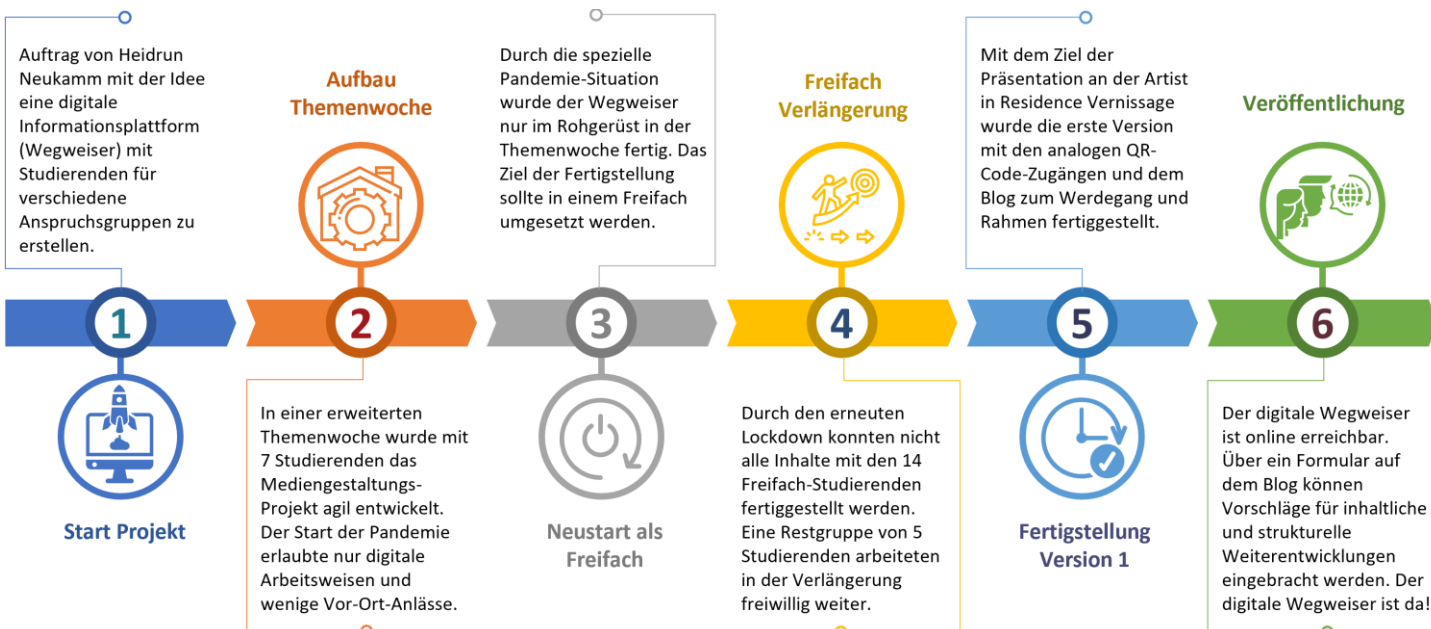 Auftrag von Heidrun
Neukamm mit der Idee
eine digitale
Informationsplattform
(Wegweiser) mit
Studierenden für
verschiedene
Anspruchsgruppen zu
erstellen.
1
Start Projekt
Aufbau
Themenwoche
2
In einer erweiterten
Themenwoche wurde mit
7 Studierenden das
Mediengestaltungs-
Projekt agil entwickelt.
Der Start der Pandemie
erlaubte nur digitale
Arbeitsweisen und
wenige Vor-Ort-Anlässe.
Durch die spezielle
Pandemie-Situation
wurde der Wegweiser
nur im Rohgerüst in der
Themenwoche fertig. Das
Ziel der Fertigstellung
sollte in einem Freifach
umgesetzt werden.
3
Neustart als
Freifach
Freifach
Verlängerung
4
Durch den erneuten
Lockdown konnten nicht
alle Inhalte mit den 14
Freifach-Studierenden
fertiggestellt werden.
Eine Restgruppe von 5
Studierenden arbeiteten
in der Verlängerung
freiwillig weiter.
Mit dem Ziel der
Präsentation an der Artist
in Residence Vernissage
wurde die erste Version
mit den analogen QR-
Code-Zugängen und dem
Blog zum Werdegang und
Rahmen fertiggestellt.
5
Fertigstellung
Version 1
Veröffentlichung
6
Der digitale Wegweiser
ist online erreichbar.
Über ein Formular auf
dem Blog können
Vorschläge für inhaltliche
und strukturelle
Weiterentwicklungen
eingebracht werden. Der
digitale Wegweiser ist da!